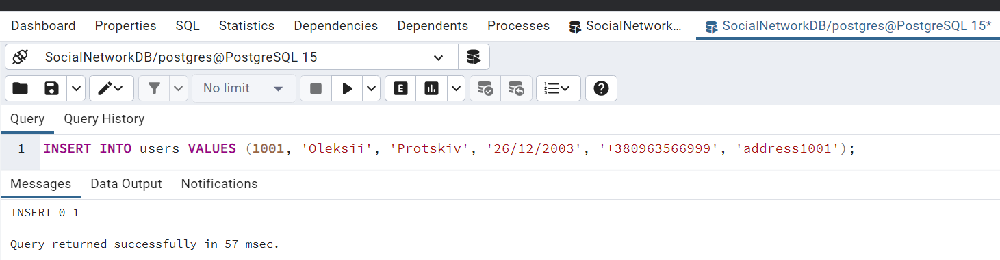 Dashboard Properties SQL Statistics Dependencies Dependents Processes SocialNetwork... SocialNetworkDB/postgres@PostgreSQL 15*
SocialNetworkDB/postgres@PostgreSQL 15
No limit E
Query Query History
1 INSERT INTO users VALUES (1001, 'Oleksii', 'Protskiv', '26/12/2003', '+380963566999', 'address1001');
Messages Data Output Notifications
INSERT 0 1
Query returned successfully in 57 msec.